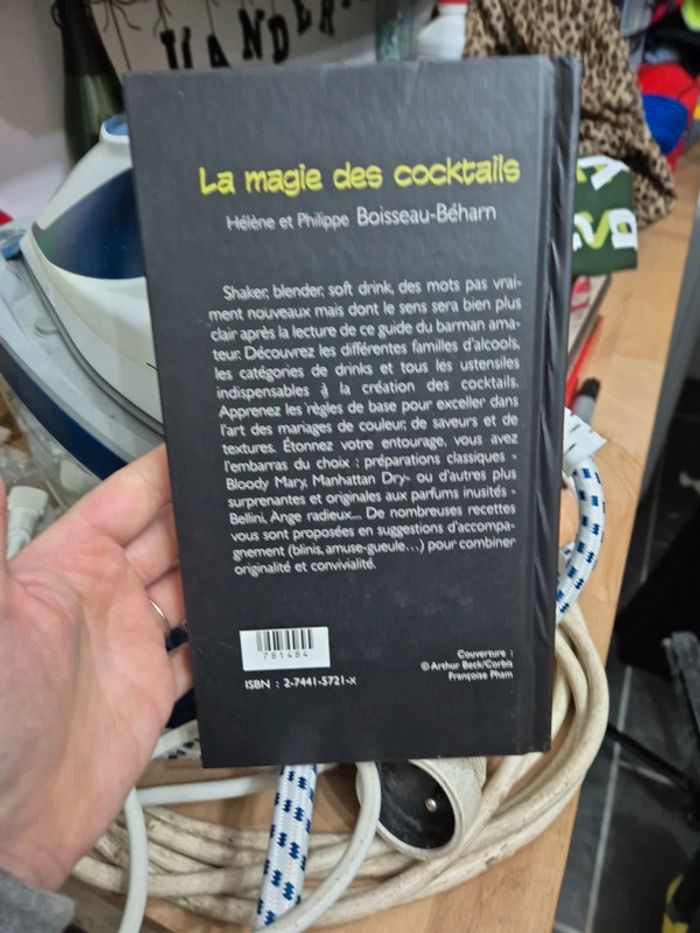 La magie des cocktails
Hélène et Philippe Boisseau-Béharn
Shaker, blender, soft drink, des mots pas vrai-
ment nouveaux mais dont le sens sera bien plus
clair après la lecture de ce guide du barman ama-
teur. Découvrez les différentes familles d'alcools,
les catégories de drinks et tous les ustensiles
indispensables à la création des cocktails.
Apprenez les règles de base pour exceller dans
l'art des mariages de couleur, de saveurs et de
textures. Étonnez votre entourage, vous avez
l'embarras du choix : préparations classiques -
Bloody Mary, Manhattan Dry- ou d'autres plus
surprenantes et originales aux parfums inusités -
Bellini, Ange radieux.... De nombreuses recettes
vous sont proposées en suggestions d'accompa-
gnement (blinis, amuse-gueule...) pour combiner
originalité et convivialité.
781484
ISBN : 2-7441-5721-X
Couverture :
© Arthur Beck/Corbis
Françoise Pham